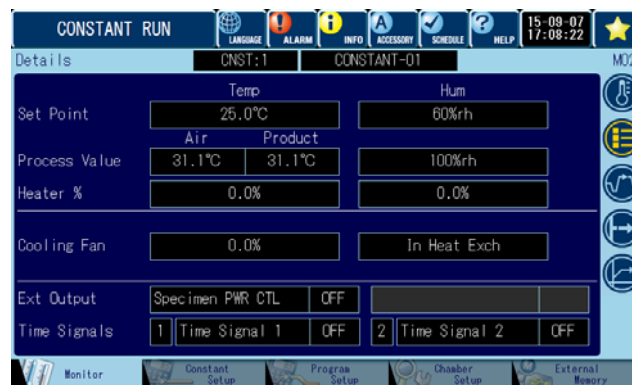 CONSTANT RUN
LANGUAGE
ALARM
INFO
ACCESSORY
SCHEDULE
HELP
15-09-07
17:08:22
Details
CNST:1
CONSTANT-01
Temp
Hum
Set Point
25.0°C
60%rh
Air
Product
Process Value
31.1°C
31.1°C
100%rh
Heater %
0.0%
0.0%
Cooling Fan
0.0%
In Heat Exch
Ext Output
Specimen PWR CTL
OFF
Time Signals
1
Time Signal 1
OFF
2
Time Signal 2
OFF
Monitor
Constant
Setup
Program
Setup
Chamber
Setup
External
Memory